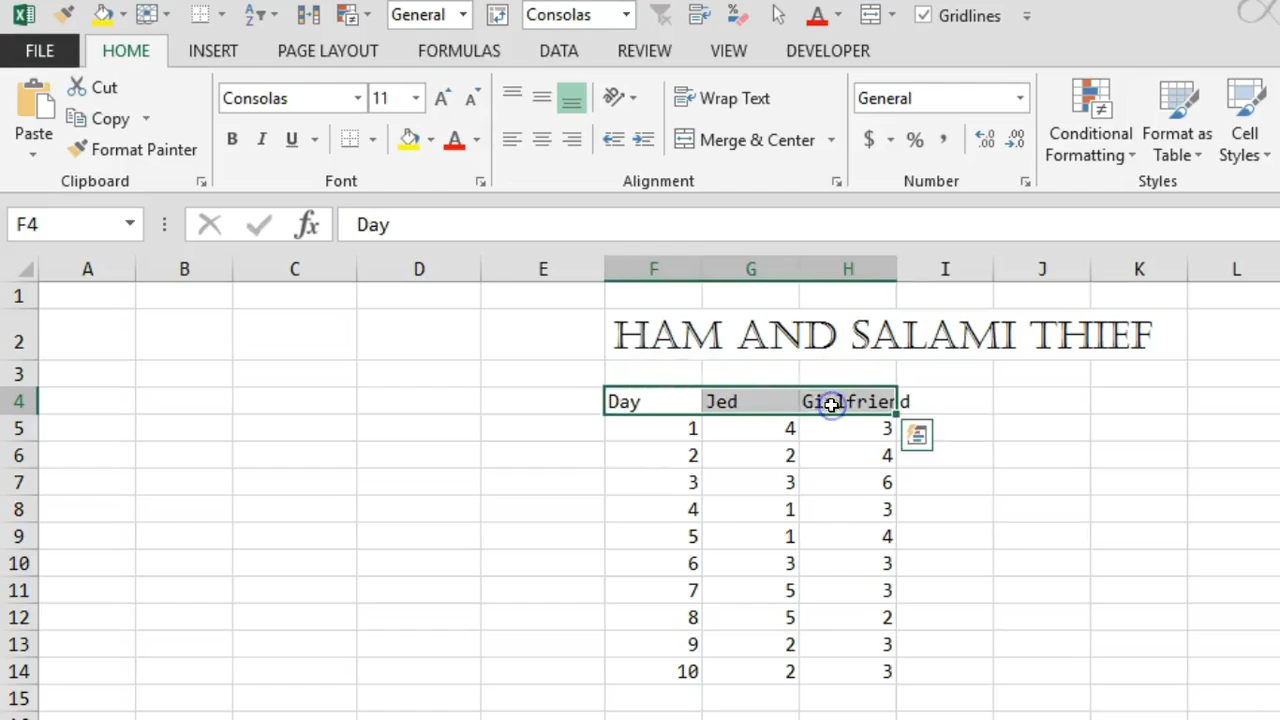 General Consolas Gridlines
FILE HOME INSERT PAGE LAYOUT FORMULAS DATA REVIEW VIEW DEVELOPER
Paste Cut Copy Format Painter Clipboard
Consolas 11 B I U A Font
Wrap Text Merge & Center Alignment
General $ % , .0 .00 Number
Conditional Formatting Format as Table Cell Styles Styles
F4 fx Day
A B C D E F G H I J K L
1
2 HAM AND SALAMI THIEF
3
4 Day Jed Girlfriend
5 1 4 3
6 2 2 4
7 3 3 6
8 4 1 3
9 5 1 4
10 6 3 3
11 7 5 3
12 8 5 2
13 9 2 3
14 10 2 3
15